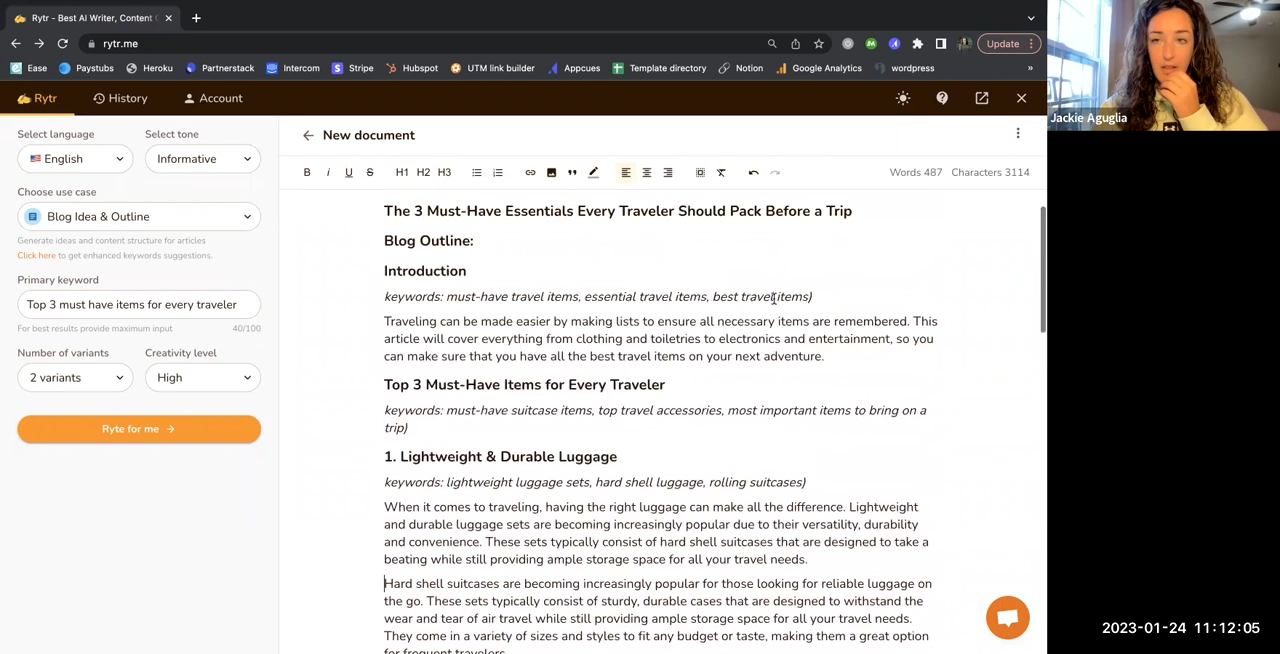 Rytr - Best AI Writer, Content
rytr.me
Update
Ease Paystubs Heroku Partnerstack Intercom Stripe Hubspot UTM link builder Appcues Template directory Notion Google Analytics wordpress »
Rytr History Account
Jackie Aguglia
Select language Select tone
English Informative
Choose use case
Blog Idea & Outline
Generate ideas and content structure for articles
Click here to get enhanced keywords suggestions.
Primary keyword
Top 3 must have items for every traveler
For best results provide maximum input 40/100
Number of variants Creativity level
2 variants High
Ryte for me →
New document
B i U S H1 H2 H3 Words 487 Characters 3114
The 3 Must-Have Essentials Every Traveler Should Pack Before a Trip
Blog Outline:
Introduction
keywords: must-have travel items, essential travel items, best travel items)
Traveling can be made easier by making lists to ensure all necessary items are remembered. This
article will cover everything from clothing and toiletries to electronics and entertainment, so you
can make sure that you have all the best travel items on your next adventure.
Top 3 Must-Have Items for Every Traveler
keywords: must-have suitcase items, top travel accessories, most important items to bring on a
trip)
1. Lightweight & Durable Luggage
keywords: lightweight luggage sets, hard shell luggage, rolling suitcases)
When it comes to traveling, having the right luggage can make all the difference. Lightweight
and durable luggage sets are becoming increasingly popular due to their versatility, durability
and convenience. These sets typically consist of hard shell suitcases that are designed to take a
beating while still providing ample storage space for all your travel needs.
Hard shell suitcases are becoming increasingly popular for those looking for reliable luggage on
the go. These sets typically consist of sturdy, durable cases that are designed to withstand the
wear and tear of air travel while still providing ample storage space for all your travel needs.
They come in a variety of sizes and styles to fit any budget or taste, making them a great option
for frequent travelers.
2023-01-24 11:12:05